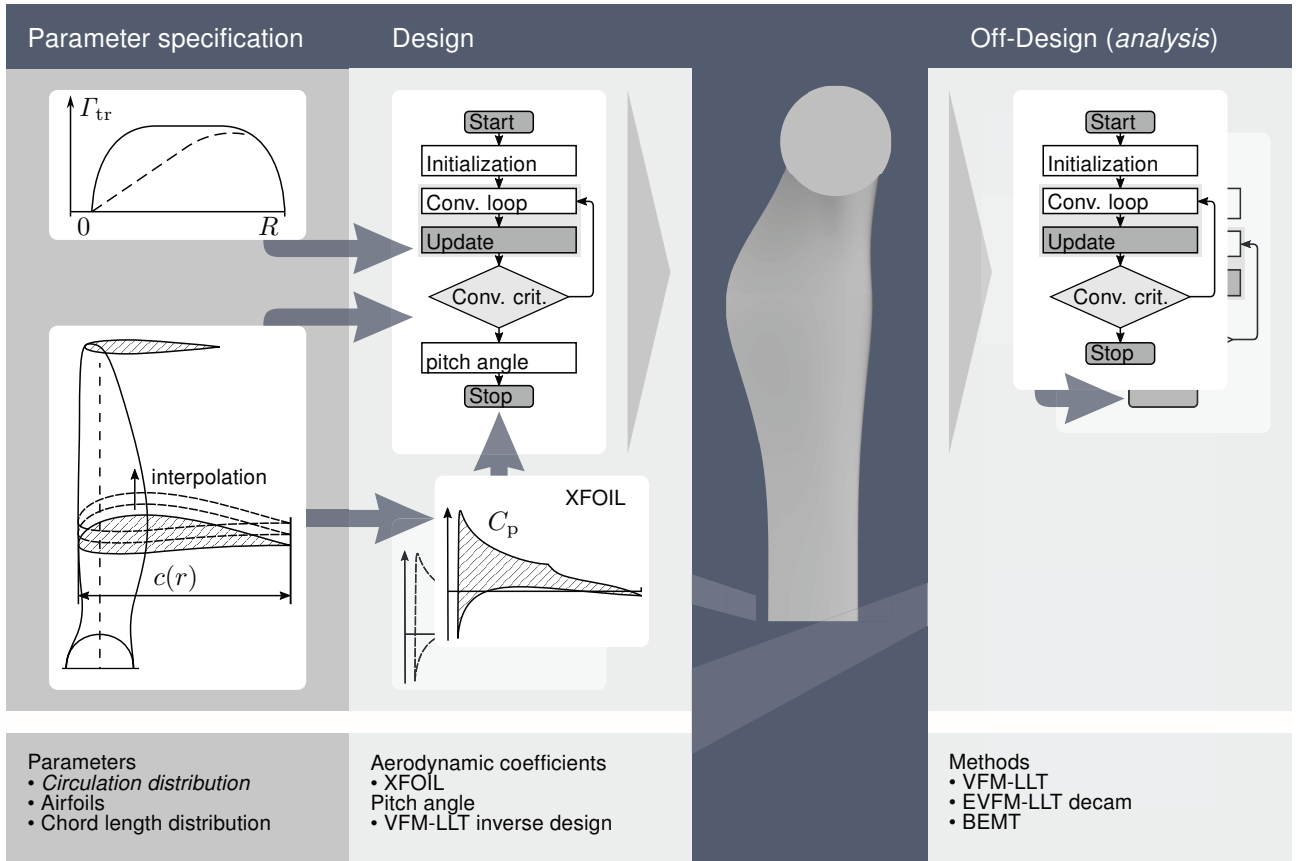 Parameter specification
Γtr
0
R
interpolation
c(r)
Parameters
• Circulation distribution
• Airfoils
• Chord length distribution
Design
Start
Initialization
Conv. loop
Update
Conv. crit.
pitch angle
Stop
XFOIL
Cp
Aerodynamic coefficients
• XFOIL
Pitch angle
• VFM-LLT inverse design
Off-Design (analysis)
Start
Initialization
Conv. loop
Update
Conv. crit.
Stop
Methods
• VFM-LLT
• EVFM-LLT decam
• BEMT